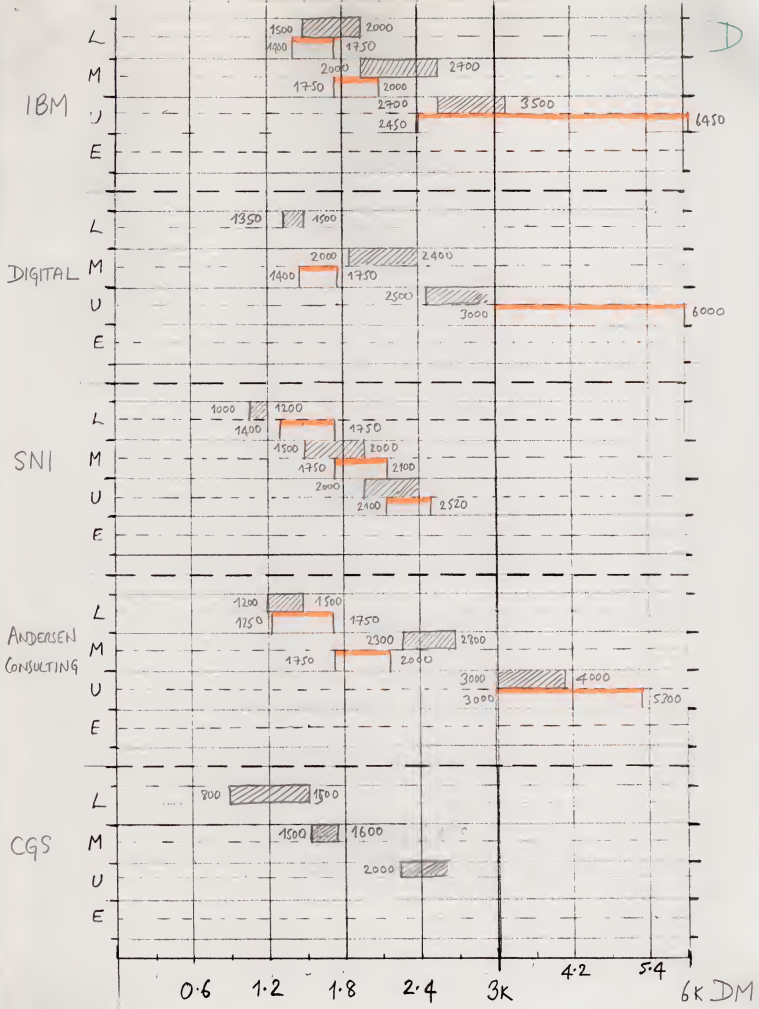 D
1500 2000
L
1400 1750
M 2000 2700
1750 2000
IBM
2700 3500
U
2450 6450
E
1350 1500
L
2000 2400
DIGITAL M
1400 1750
2500
U
3000 6000
E
1000 1200
L
1400 1750
1500 2000
SNI M
1750 2100
2000
U
2100 2520
E
1200 1500
L
1250 1750
ANDERSEN
CONSULTING
2300 2800
M
1750 2000
3000 4000
U
3000 5300
E
L
800 1500
CGS M
1500 1600
U 2000
E
0.6 1.2 1.8 2.4 3K 4.2 5.4 6K DM